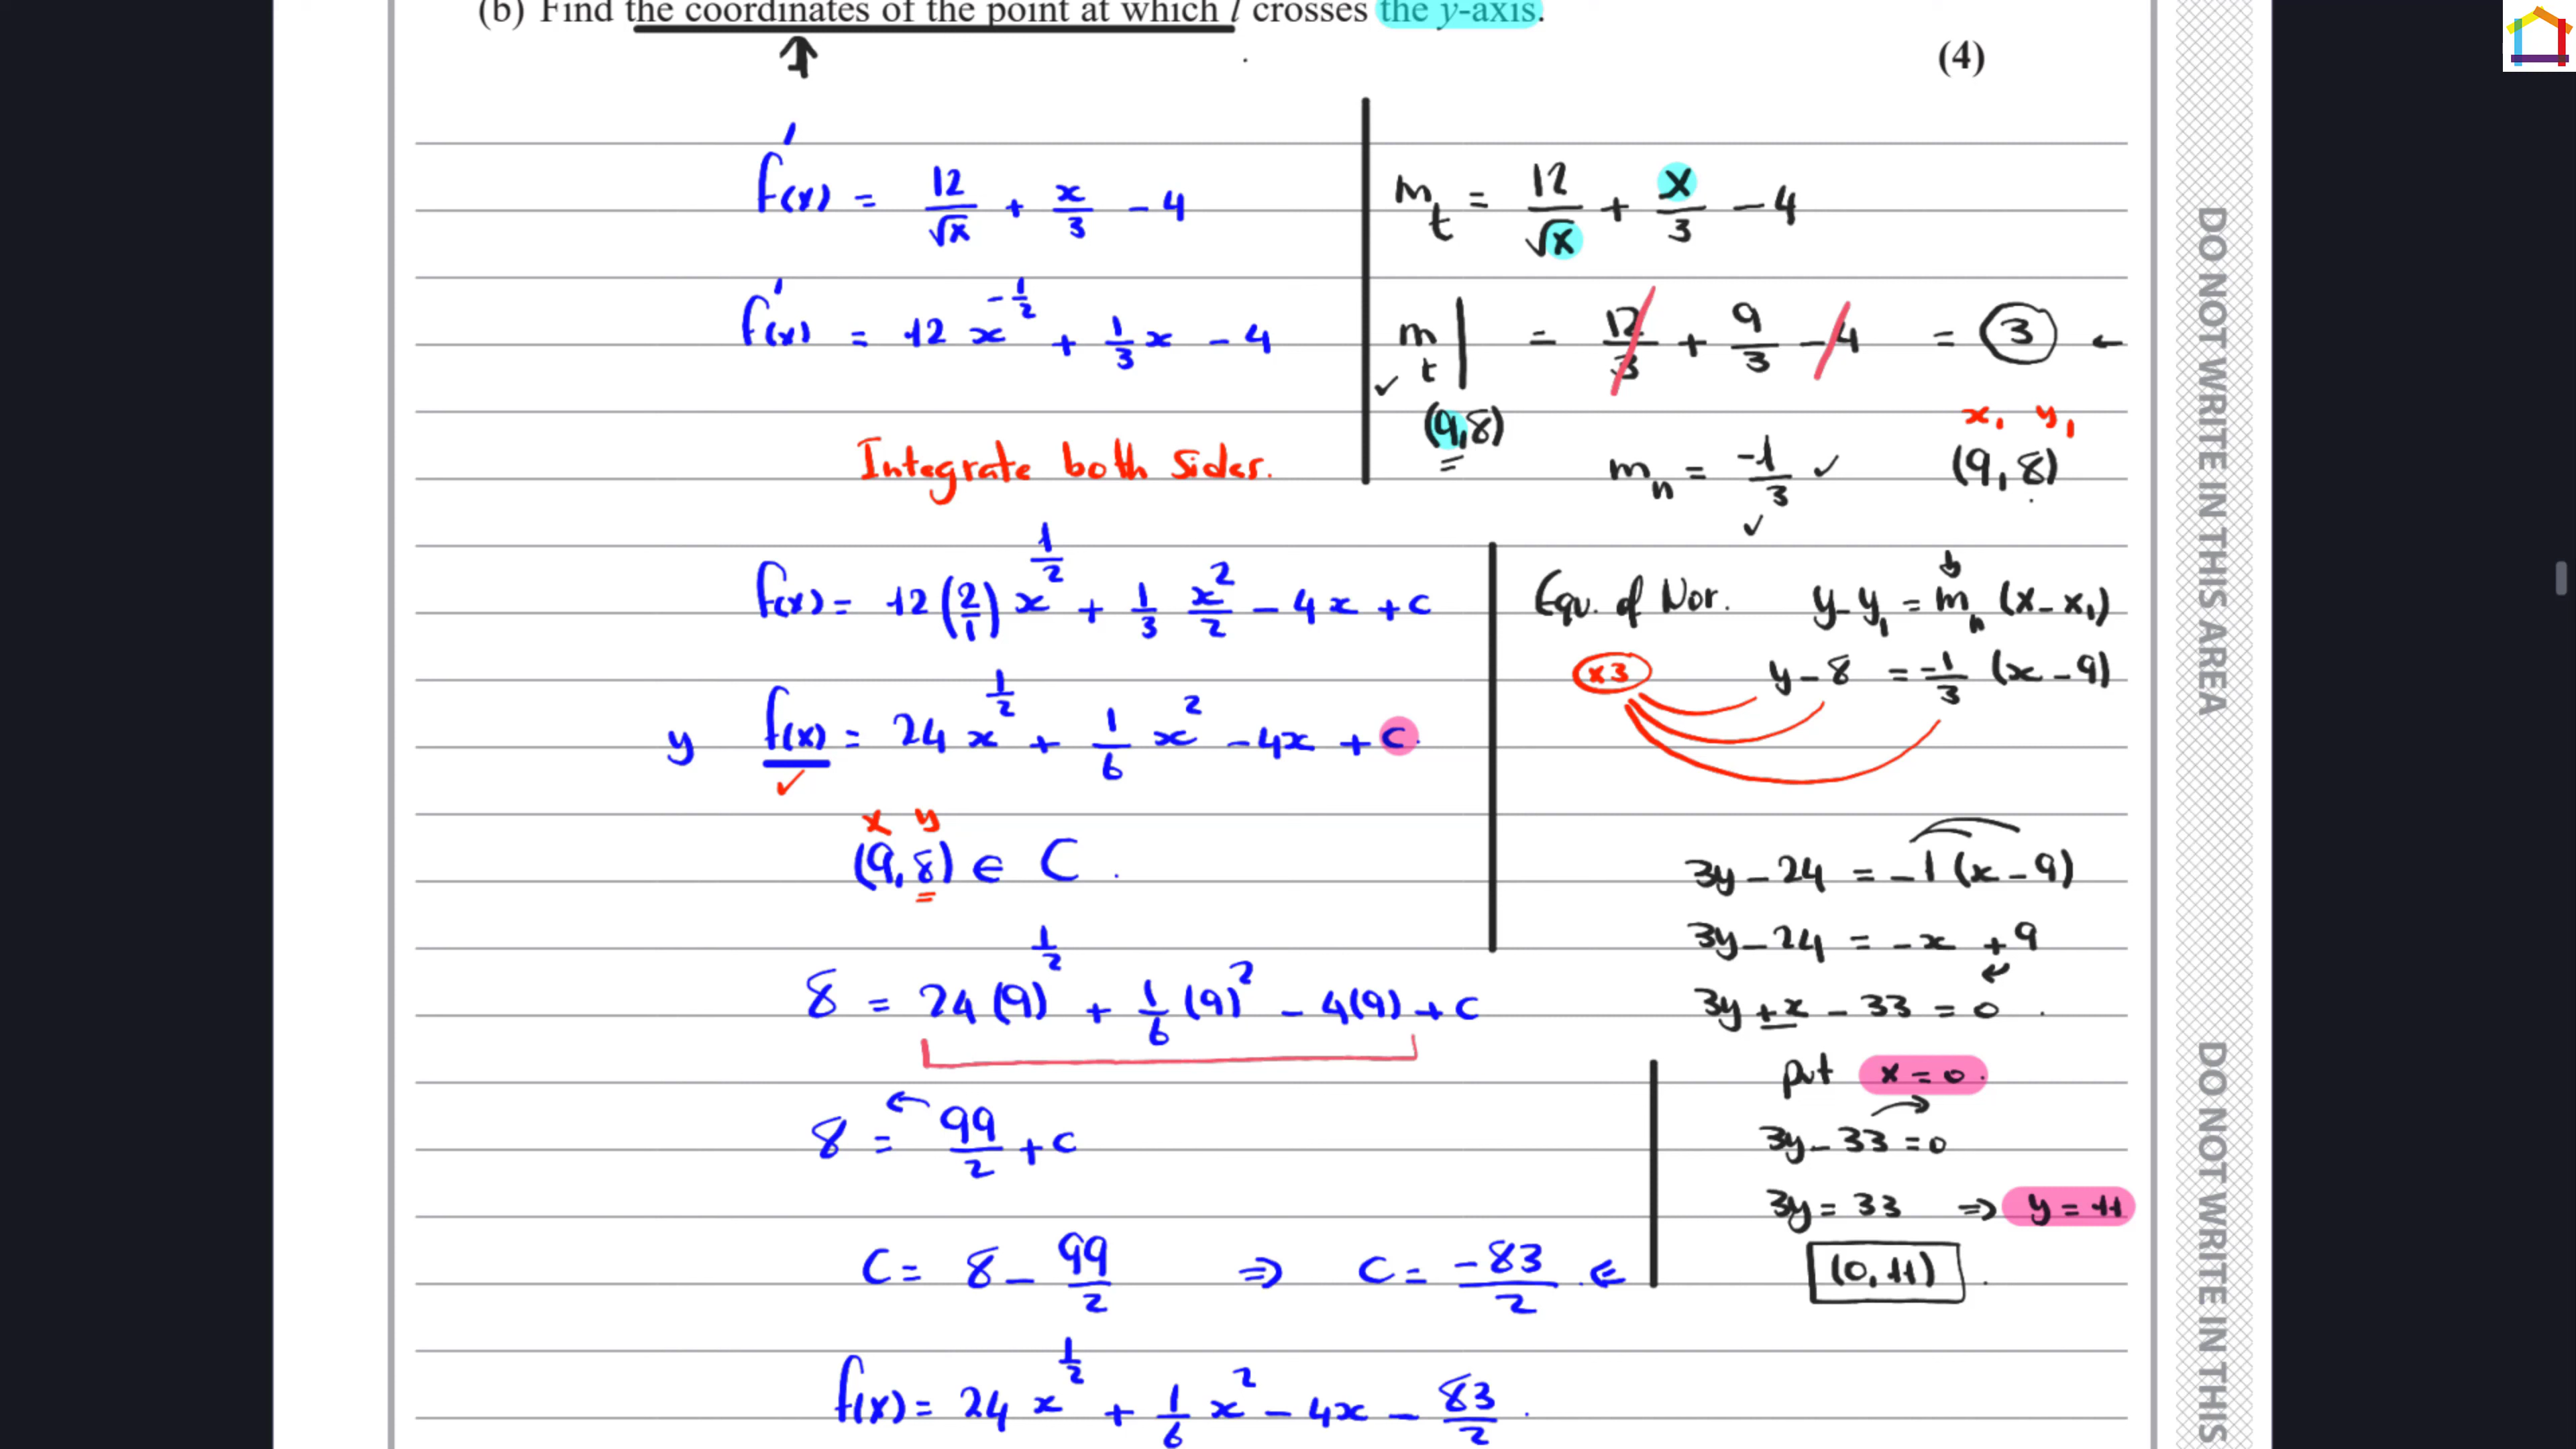 (b) Find the coordinates of the point at which l crosses the y-axis.
(4)
f'(x) = 12/√x + x/3 - 4
f'(x) = 12 x^(-1/2) + 1/3 x - 4
Integrate both sides.
f(x) = 12 (2/1) x^(1/2) + 1/3 x^2/2 - 4x + c
y f(x) = 24 x^(1/2) + 1/6 x^2 - 4x + c
x y
(9, 8) ∈ C.
8 = 24 (9)^(1/2) + 1/6 (9)^2 - 4(9) + c
8 = 99/2 + c
C = 8 - 99/2 ⇒ C = -83/2
f(x) = 24 x^(1/2) + 1/6 x^2 - 4x - 83/2.
m_t = 12/√x + x/3 - 4
m_t | (9,8) = 12/3 + 9/3 - 4 = 3 ←
x₁ y₁
m_n = -1/3 ✓ (9, 8)
Equ. of Nor. y - y₁ = m_n (x - x₁)
×3 y - 8 = -1/3 (x - 9)
3y - 24 = -1 (x - 9)
3y - 24 = -x + 9
3y + x - 33 = 0.
put x = 0.
3y - 33 = 0
3y = 33 ⇒ y = 11
(0, 11).
DO NOT WRITE IN THIS AREA
DO NOT WRITE IN THIS